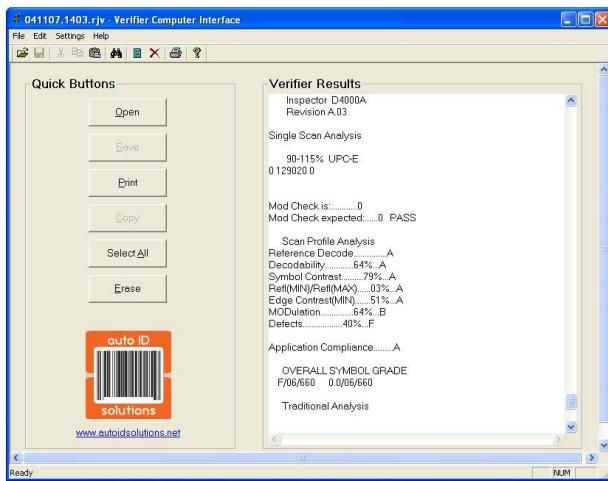 041107.1403.rjv - Verifier Computer Interface
File Edit Settings Help
Quick Buttons
Open
Save
Print
Copy
Select All
Erase
auto ID
solutions
www.autoidsolutions.net
Verifier Results
Inspector D4000A
Revision A.03
Single Scan Analysis
90-115% UPC-E
0 129020 0
Mod Check is:...........0
Mod Check expected:.....0 PASS
Scan Profile Analysis
Reference Decode..............A
Decodability.............64%...A
Symbol Contrast.........79%...A
Refl(MIN)/Refl(MAX).....03%...A
Edge Contrast(MIN)......51%...A
MODulation...............64%...B
Defects..................40%...F
Application Compliance........A
OVERALL SYMBOL GRADE
F/06/660 0.0/06/660
Traditional Analysis
Ready
NUM